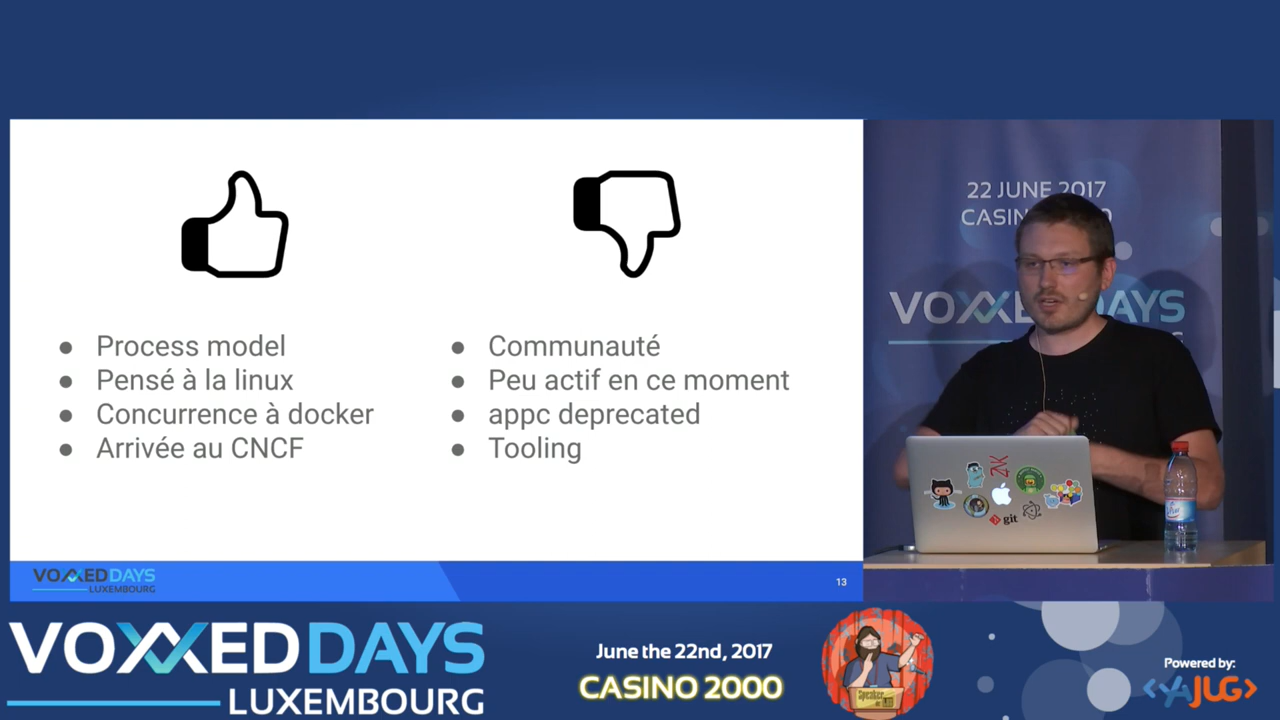 Process model
Pensé à la linux
Concurrence à docker
Arrivée au CNCF
Communauté
Peu actif en ce moment
appc deprecated
Tooling
VOXXED DAYS
LUXEMBOURG
13
22 JUNE 2017
VOXXED DAYS
git
VOXXED DAYS
LUXEMBOURG
June the 22nd, 2017
CASINO 2000
Powered by:
<YAJUG>